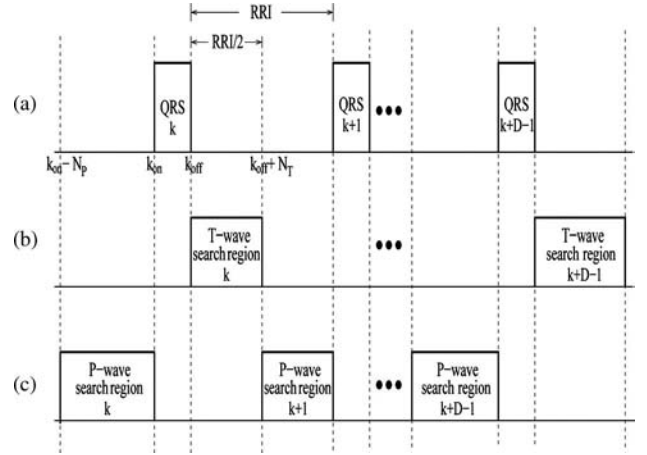 RRI
RRI/2
(a)
QRS
k
QRS
k+1
•••
QRS
k+D−1
k_on − N_P
k_on
k_off
k_off + N_T
(b)
T−wave
search region
k
•••
T−wave
search region
k+D−1
(c)
P−wave
search region
k
P−wave
search region
k+1
•••
P−wave
search region
k+D−1